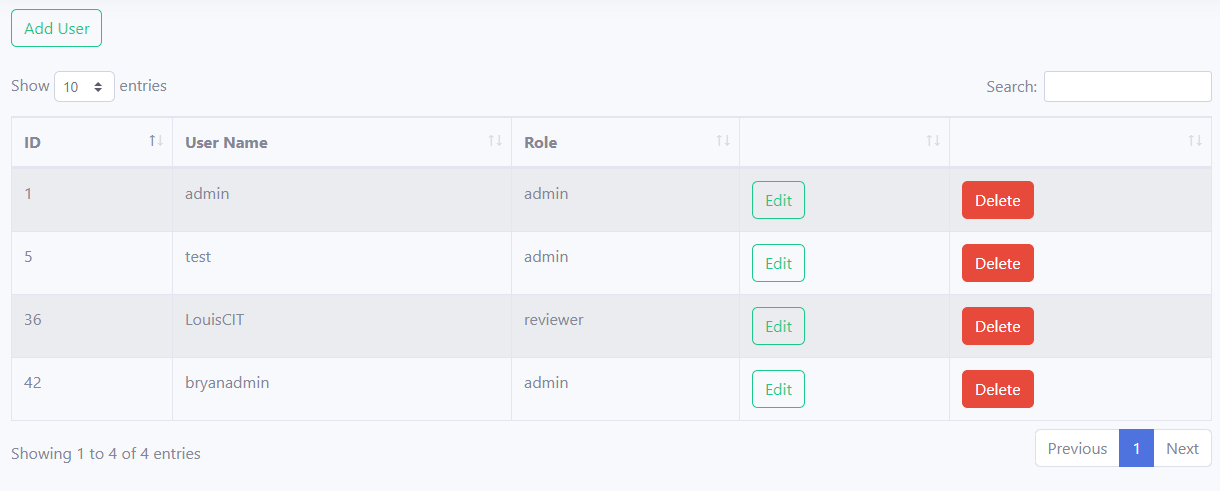 Add User
Show 10 entries
Search:
ID User Name Role
1 admin admin Edit Delete
5 test admin Edit Delete
36 LouisCIT reviewer Edit Delete
42 bryanadmin admin Edit Delete
Showing 1 to 4 of 4 entries
Previous 1 Next